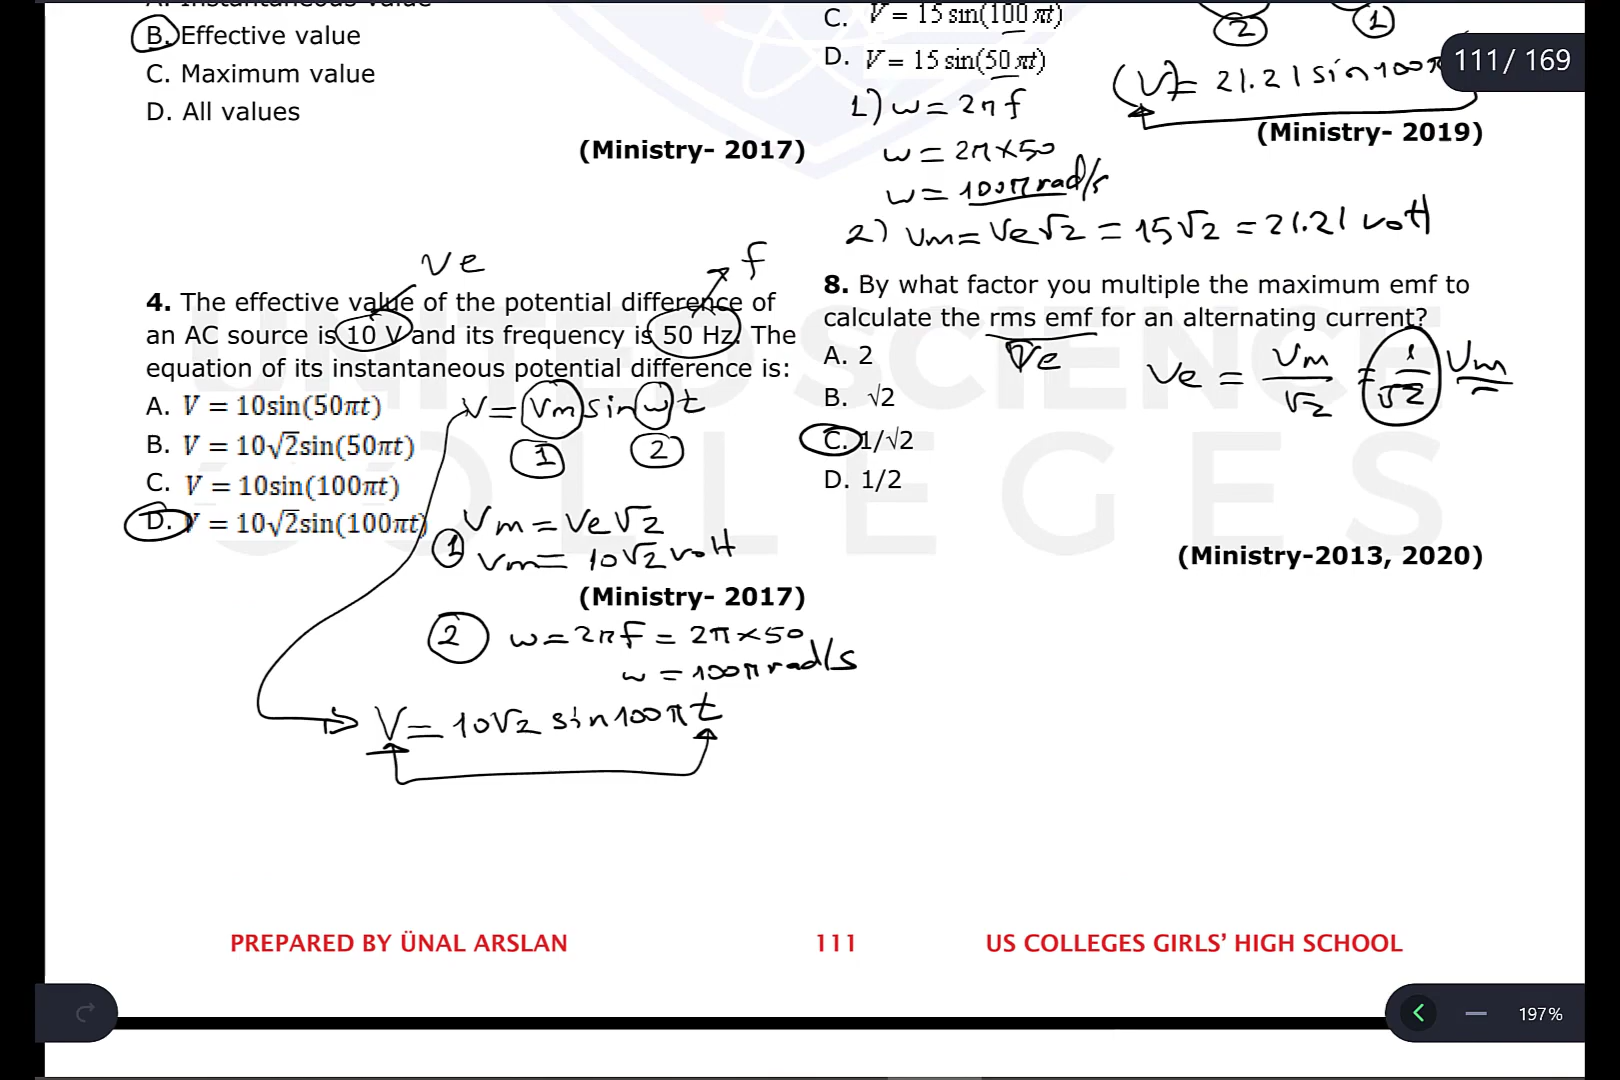 B. Effective value
C. Maximum value
D. All values
(Ministry- 2017)
Ve
f
4. The effective value of the potential difference of
an AC source is 10 V and its frequency is 50 Hz. The
equation of its instantaneous potential difference is:
A. V = 10sin(50πt)
B. V = 10√2sin(50πt)
C. V = 10sin(100πt)
D. V = 10√2sin(100πt)
V = Vm sin ω t
1 2
Vm = Ve√2
1 Vm = 10√2 volt
(Ministry- 2017)
2 ω = 2πf = 2π×50
ω = 100π rad/s
V = 10√2 sin100πt
C. V = 15 sin(100 πt)
D. V = 15 sin(50 πt)
2 1
V = 21.21 sin100π
111/ 169
1) ω = 2πf
(Ministry- 2019)
ω = 2π×50
ω = 100π rad/s
2) Vm = Ve√2 = 15√2 = 21.21 volt
8. By what factor you multiple the maximum emf to
calculate the rms emf for an alternating current?
Ve
Ve = Vm/√2 = 1/√2 Vm
A. 2
B. √2
C. 1/√2
D. 1/2
(Ministry-2013, 2020)
UNITED SCIENCE
COLLEGES
PREPARED BY ÜNAL ARSLAN 111 US COLLEGES GIRLS’ HIGH SCHOOL
197%